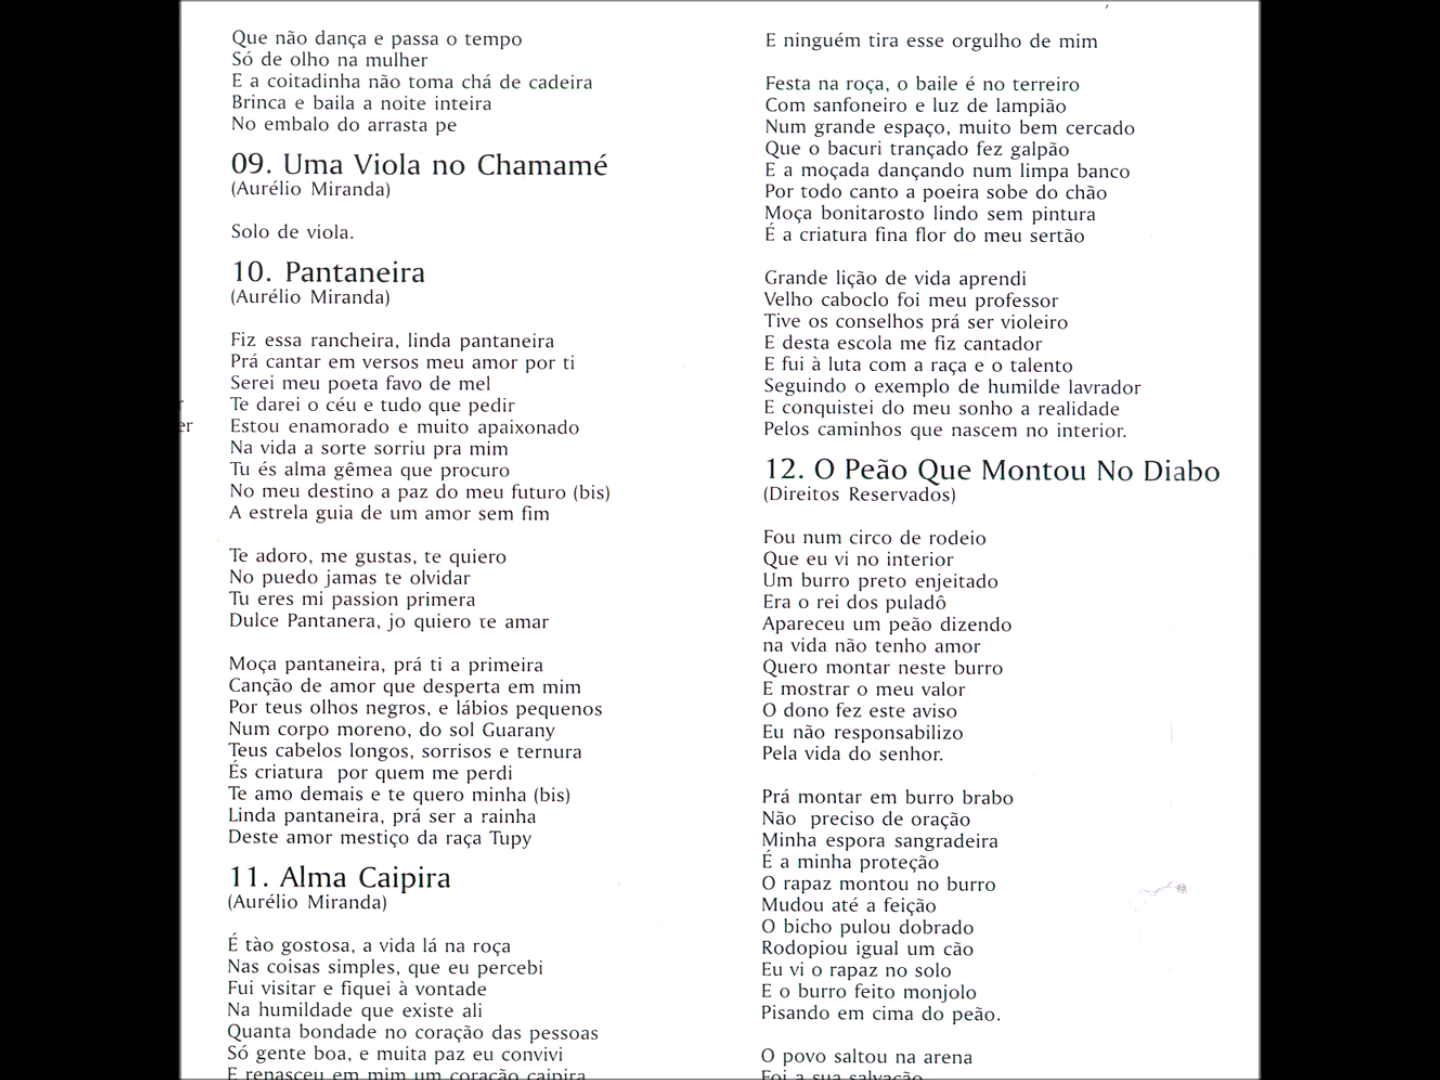 Que não dança e passa o tempo
Só de olho na mulher
E a coitadinha não toma chá de cadeira
Brinca e baila a noite inteira
No embalo do arrasta pe
09. Uma Viola no Chamamé
(Aurélio Miranda)
Solo de viola.
10. Pantaneira
(Aurélio Miranda)
Fiz essa rancheira, linda pantaneira
Prá cantar em versos meu amor por ti
Serei meu poeta favo de mel
Te darei o céu e tudo que pedir
Estou enamorado e muito apaixonado
Na vida a sorte sorriu pra mim
Tu és alma gêmea que procuro
No meu destino a paz do meu futuro (bis)
A estrela guia de um amor sem fim
Te adoro, me gustas, te quiero
No puedo jamas te olvidar
Tu eres mi passion primera
Dulce Pantanera, jo quiero te amar
Moça pantaneira, prá ti a primeira
Canção de amor que desperta em mim
Por teus olhos negros, e lábios pequenos
Num corpo moreno, do sol Guarany
Teus cabelos longos, sorrisos e ternura
És criatura  por quem me perdi
Te amo demais e te quero minha (bis)
Linda pantaneira, prá ser a rainha
Deste amor mestiço da raça Tupy
11. Alma Caipira
(Aurélio Miranda)
É tào gostosa, a vida lá na roça
Nas coisas simples, que eu percebi
Fui visitar e fiquei à vontade
Na humildade que existe ali
Quanta bondade no coração das pessoas
Só gente boa, e muita paz eu convivi
E renasceu em mim um coração caipira
E ninguém tira esse orgulho de mim
Festa na roça, o baile é no terreiro
Com sanfoneiro e luz de lampião
Num grande espaço, muito bem cercado
Que o bacuri trançado fez galpão
E a moçada dançando num limpa banco
Por todo canto a poeira sobe do chão
Moça bonitarosto lindo sem pintura
É a criatura fina flor do meu sertão
Grande lição de vida aprendi
Velho caboclo foi meu professor
Tive os conselhos prá ser violeiro
E desta escola me fiz cantador
E fui à luta com a raça e o talento
Seguindo o exemplo de humilde lavrador
E conquistei do meu sonho a realidade
Pelos caminhos que nascem no interior.
12. O Peão Que Montou No Diabo
(Direitos Reservados)
Fou num circo de rodeio
Que eu vi no interior
Um burro preto enjeitado
Era o rei dos puladô
Apareceu um peão dizendo
na vida não tenho amor
Quero montar neste burro
E mostrar o meu valor
O dono fez este aviso
Eu não responsabilizo
Pela vida do senhor.
Prá montar em burro brabo
Não  preciso de oração
Minha espora sangradeira
É a minha proteção
O rapaz montou no burro
Mudou até a feição
O bicho pulou dobrado
Rodopiou igual um cão
Eu vi o rapaz no solo
E o burro feito monjolo
Pisando em cima do peão.
O povo saltou na arena
Foi a sua salvação